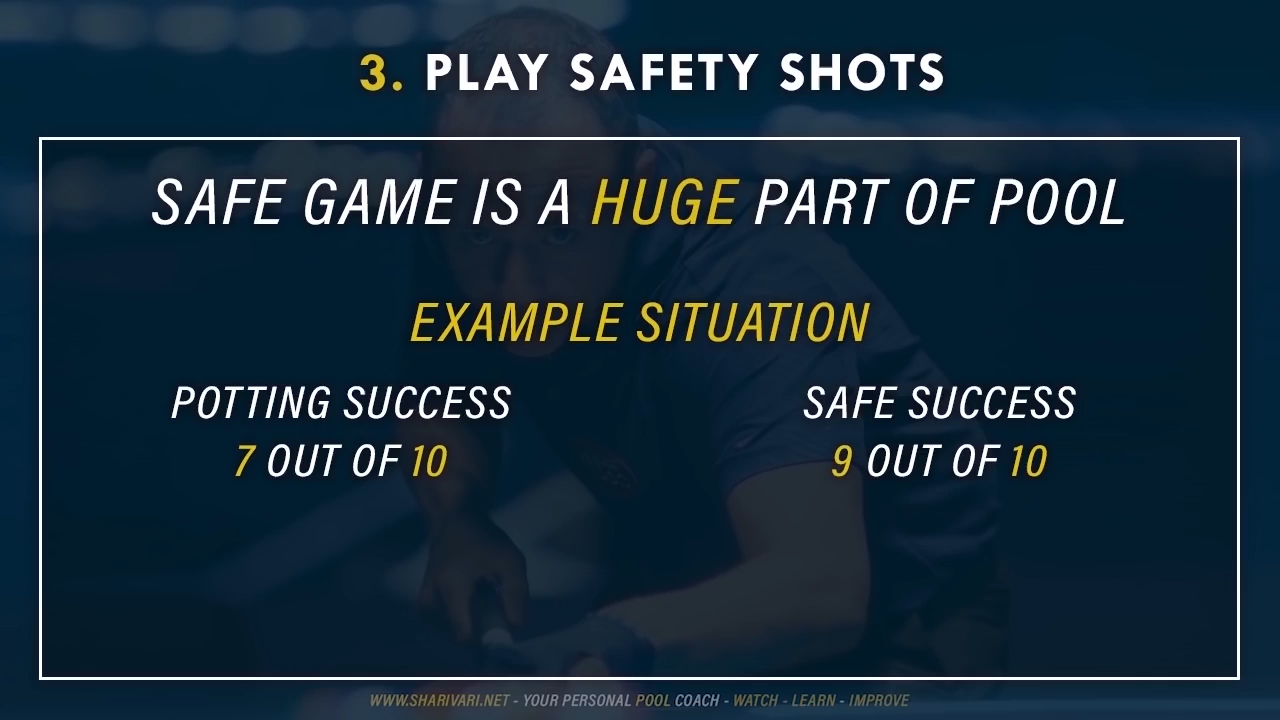 3. PLAY SAFETY SHOTS
SAFE GAME IS A HUGE PART OF POOL
EXAMPLE SITUATION
POTTING SUCCESS
7 OUT OF 10
SAFE SUCCESS
9 OUT OF 10
WWW.SHARIVARI.NET - YOUR PERSONAL POOL COACH - WATCH - LEARN - IMPROVE